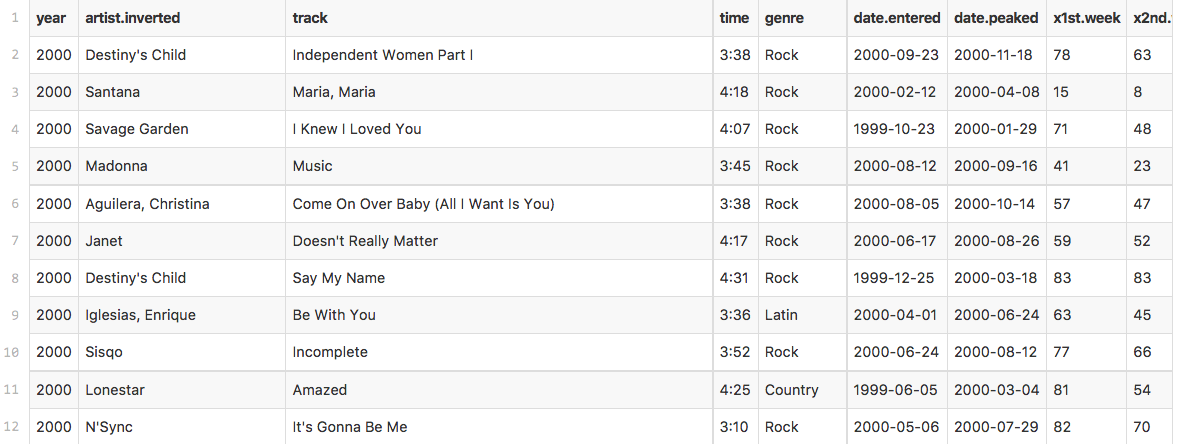 1 year artist.inverted track time genre date.entered date.peaked x1st.week x2nd.
2 2000 Destiny's Child Independent Women Part I 3:38 Rock 2000-09-23 2000-11-18 78 63
3 2000 Santana Maria, Maria 4:18 Rock 2000-02-12 2000-04-08 15 8
4 2000 Savage Garden I Knew I Loved You 4:07 Rock 1999-10-23 2000-01-29 71 48
5 2000 Madonna Music 3:45 Rock 2000-08-12 2000-09-16 41 23
6 2000 Aguilera, Christina Come On Over Baby (All I Want Is You) 3:38 Rock 2000-08-05 2000-10-14 57 47
7 2000 Janet Doesn't Really Matter 4:17 Rock 2000-06-17 2000-08-26 59 52
8 2000 Destiny's Child Say My Name 4:31 Rock 1999-12-25 2000-03-18 83 83
9 2000 Iglesias, Enrique Be With You 3:36 Latin 2000-04-01 2000-06-24 63 45
10 2000 Sisqo Incomplete 3:52 Rock 2000-06-24 2000-08-12 77 66
11 2000 Lonestar Amazed 4:25 Country 1999-06-05 2000-03-04 81 54
12 2000 N'Sync It's Gonna Be Me 3:10 Rock 2000-05-06 2000-07-29 82 70